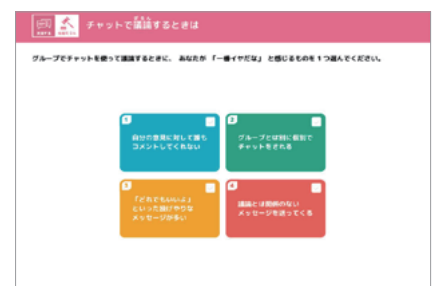 チャットで議論するときは
グループでチャットを使って議論するときに、 あなたが 「一番イヤだな」 と感じるものを1つ選んでください。
1
自分の意見に対して誰も
コメントしてくれない
2
グループとは別に個別で
チャットをされる
3
「どれでもいいよ」
といった投げやりな
メッセージが多い
4
議論とは関係のない
メッセージを送ってくる